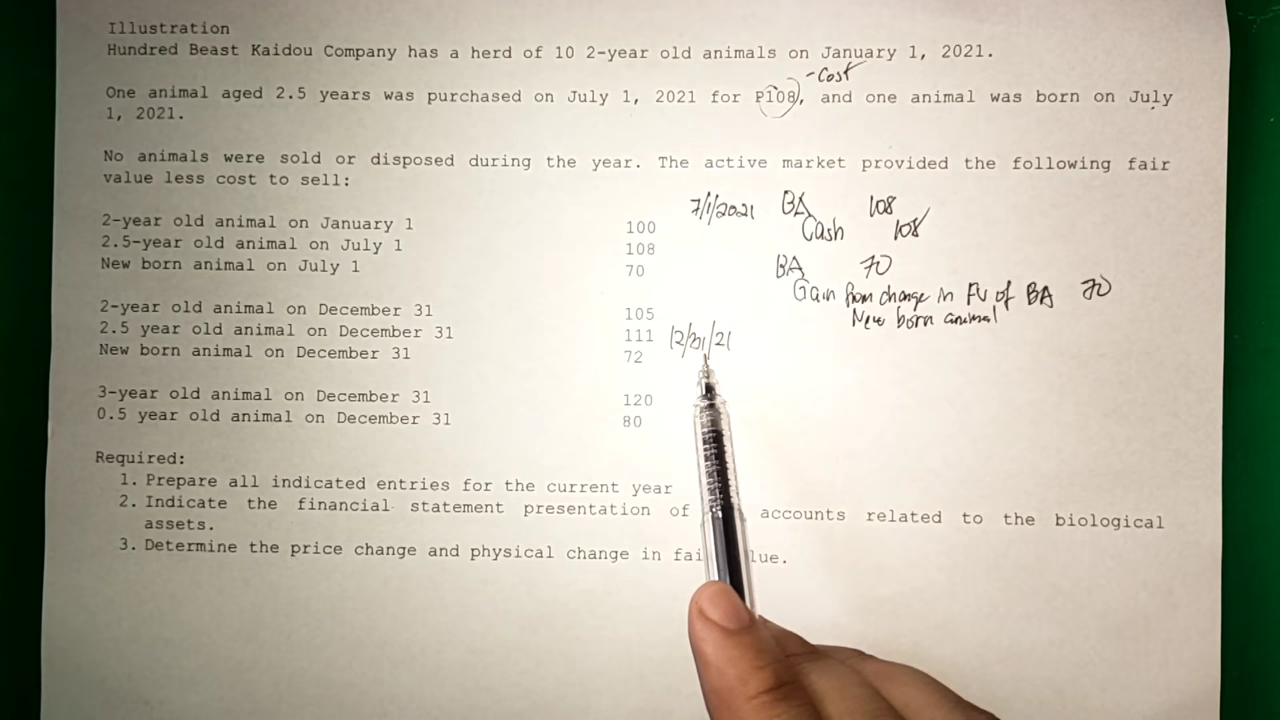 Illustration
Hundred Beast Kaidou Company has a herd of 10 2-year old animals on January 1, 2021.
- Cost
One animal aged 2.5 years was purchased on July 1, 2021 for P108, and one animal was born on July
1, 2021.
No animals were sold or disposed during the year. The active market provided the following fair
value less cost to sell:
7/1/2021 BA 108
2-year old animal on January 1 100
Cash 108
2.5-year old animal on July 1 108
New born animal on July 1 70
BA 70
Gain from change in FV of BA 70
New born animal
2-year old animal on December 31 105
2.5 year old animal on December 31 111
12/31/21
New born animal on December 31 72
3-year old animal on December 31 120
0.5 year old animal on December 31 80
Required:
1. Prepare all indicated entries for the current year
2. Indicate the financial statement presentation of accounts related to the biological
assets.
3. Determine the price change and physical change in